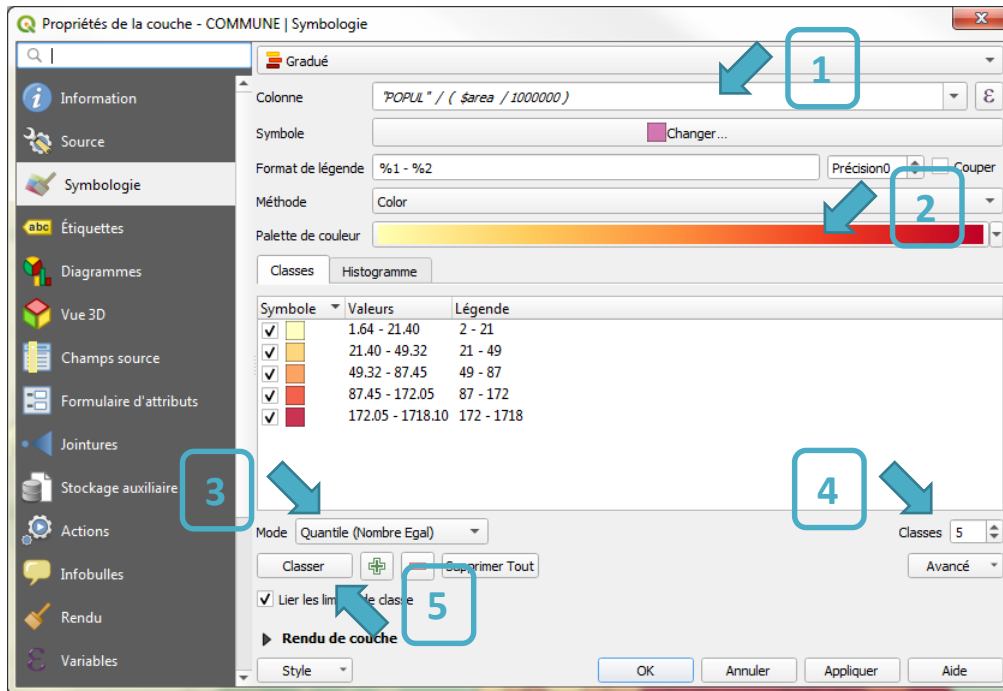 Propriétés de la couche - COMMUNE | Symbologie
Gradué
1
Information
Colonne "POPUL" / ( $area / 1000000 ) ε
Source
Symbole Changer...
Symbologie
Format de légende %1 - %2 Précision0 Couper
Méthode Color
2
abc Étiquettes
Palette de couleur
Diagrammes
Classes Histogramme
Vue 3D
Symbole Valeurs Légende
1.64 - 21.40 2 - 21
21.40 - 49.32 21 - 49
Champs source
49.32 - 87.45 49 - 87
87.45 - 172.05 87 - 172
Formulaire d'attributs
172.05 - 1718.10 172 - 1718
Jointures
Stockage auxiliaire
3
4
Actions
Mode Quantile (Nombre Egal) Classes 5
Infobulles
Classer Supprimer Tout Avancé
5
Lier les lim de classe
Rendu
Rendu de couche
Variables
Style OK Annuler Appliquer Aide